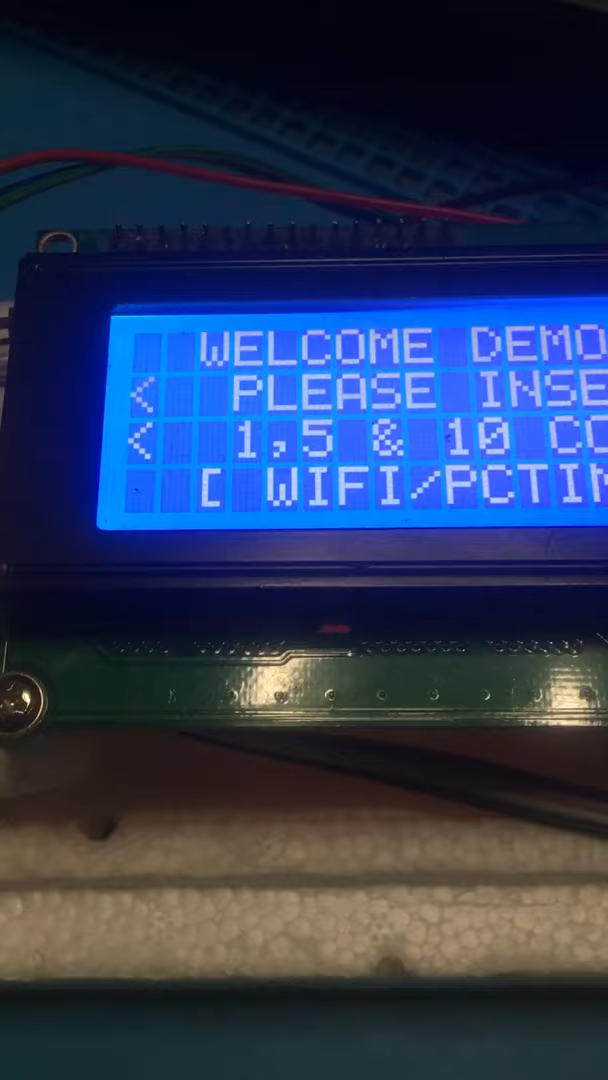 WELCOME DEMO
< PLEASE INSE
< 1,5 & 10 CO
[ WIFI/PCTIM